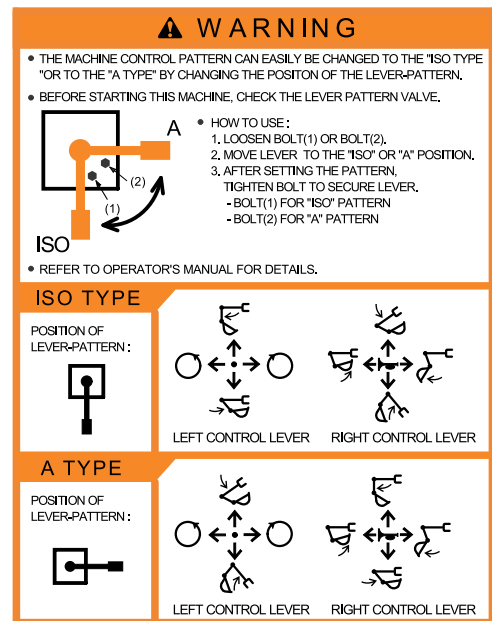 WARNING
• THE MACHINE CONTROL PATTERN CAN EASILY BE CHANGED TO THE "ISO TYPE
"OR TO THE "A TYPE" BY CHANGING THE POSITON OF THE LEVER-PATTERN.
• BEFORE STARTING THIS MACHINE, CHECK THE LEVER PATTERN VALVE.
A
(2)
(1)
ISO
• HOW TO USE :
1. LOOSEN BOLT(1) OR BOLT(2).
2. MOVE LEVER TO THE "ISO" OR "A" POSITION.
3. AFTER SETTING THE PATTERN,
TIGHTEN BOLT TO SECURE LEVER.
- BOLT(1) FOR "ISO" PATTERN
- BOLT(2) FOR "A" PATTERN
• REFER TO OPERATOR'S MANUAL FOR DETAILS.
ISO TYPE
POSITION OF
LEVER-PATTERN :
LEFT CONTROL LEVER RIGHT CONTROL LEVER
A TYPE
POSITION OF
LEVER-PATTERN :
LEFT CONTROL LEVER RIGHT CONTROL LEVER